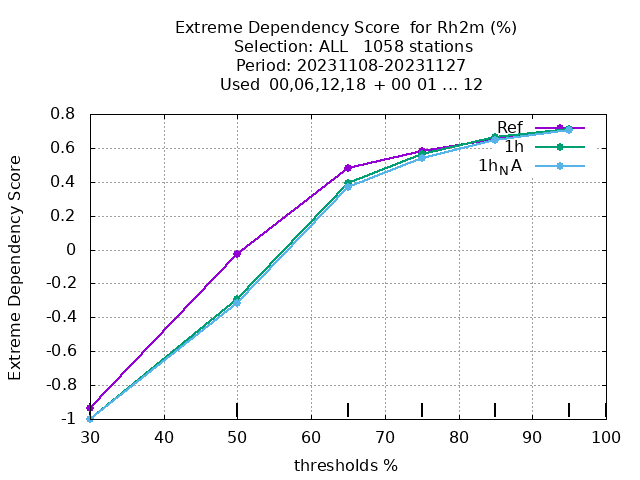 Extreme Dependency Score  for Rh2m (%)
Selection: ALL   1058 stations
Period: 20231108-20231127
Used  00,06,12,18  + 00 01 ... 12
Extreme Dependency Score
0.8
0.6
0.4
0.2
0
-0.2
-0.4
-0.6
-0.8
-1
Ref
1h
1h_NA
30 40 50 60 70 80 90 100
thresholds %